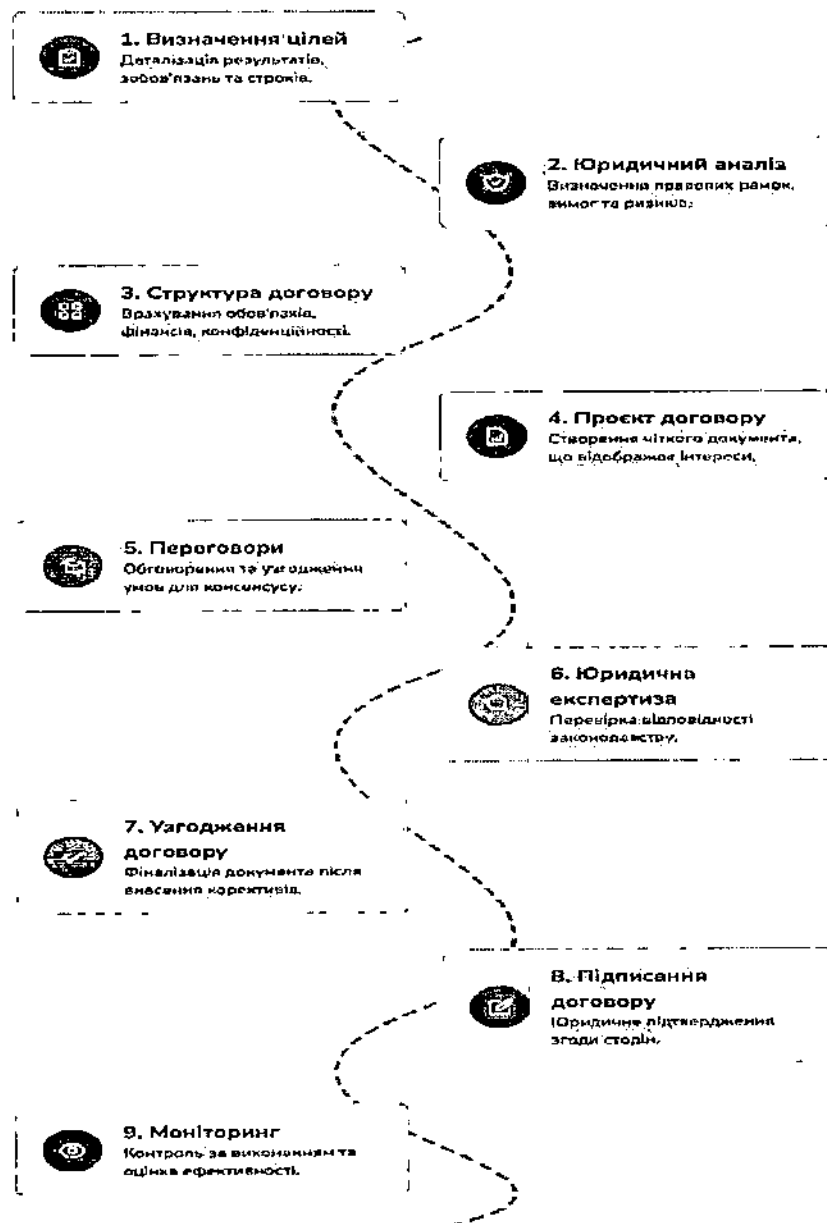 1. Визначення цілей
Деталізація результатів,
зобов'язань та строків.
2. Юридичний аналіз
Визначення правових рамок,
вимог та ризиків.
3. Структура договору
Врахування обов'язків,
фінансів, конфіденційності.
4. Проєкт договору
Створення чіткого документа,
що відображає інтереси.
5. Переговори
Обговорення та узгодження
умов для консенсусу.
6. Юридична
експертиза
Перевірка відповідності
законодавству.
7. Узгодження
договору
Фіналізація документа після
внесення корективів.
8. Підписання
договору
Юридичне підтвердження
згоди сторін.
9. Моніторинг
Контроль за виконанням та
оцінка ефективності.